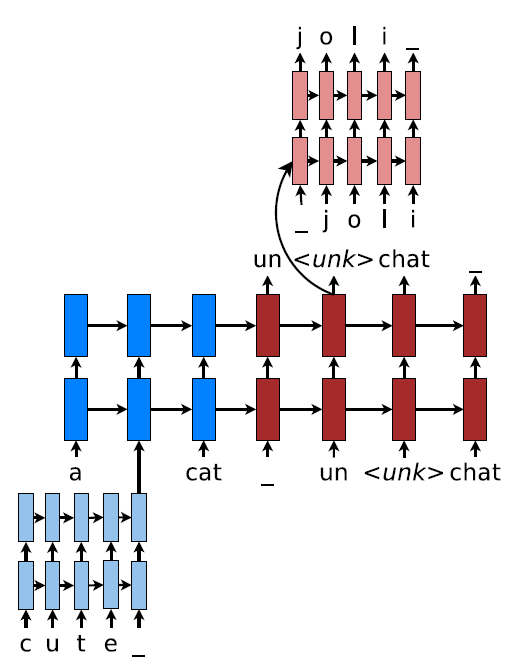 j o l i _
_ j o l i
un <unk> chat _
a cat _ un <unk> chat
c u t e _